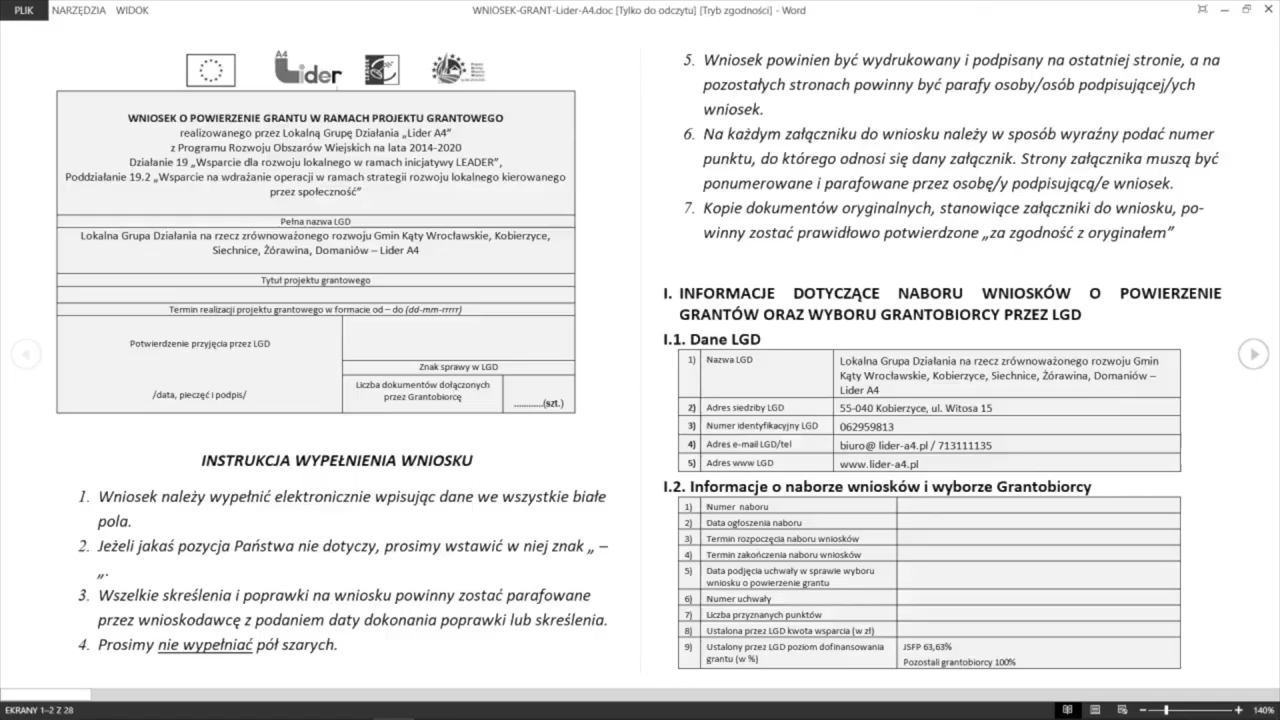 PLIK NARZĘDZIA WIDOK
WNIOSEK-GRANT-Lider-A4.doc [Tylko do odczytu] [Tryb zgodności] - Word
A4
Lider
WNIOSEK O POWIERZENIE GRANTU W RAMACH PROJEKTU GRANTOWEGO
realizowanego przez Lokalną Grupę Działania „Lider A4”
z Programu Rozwoju Obszarów Wiejskich na lata 2014-2020
Działanie 19 „Wsparcie dla rozwoju lokalnego w ramach inicjatywy LEADER”,
Poddziałanie 19.2 „Wsparcie na wdrażanie operacji w ramach strategii rozwoju lokalnego kierowanego
przez społeczność”
Pełna nazwa LGD
Lokalna Grupa Działania na rzecz zrównoważonego rozwoju Gmin Kąty Wrocławskie, Kobierzyce,
Siechnice, Żórawina, Domaniów – Lider A4
Tytuł projektu grantowego
Termin realizacji projektu grantowego w formacie od – do (dd-mm-rrrr)
Potwierdzenie przyjęcia przez LGD
/data, pieczęć i podpis/
Znak sprawy w LGD
Liczba dokumentów dołączonych
przez Grantobiorcę
.............(szt.)
INSTRUKCJA WYPEŁNIENIA WNIOSKU
1. Wniosek należy wypełnić elektronicznie wpisując dane we wszystkie białe
pola.
2. Jeżeli jakaś pozycja Państwa nie dotyczy, prosimy wstawić w niej znak „ –
„.
3. Wszelkie skreślenia i poprawki na wniosku powinny zostać parafowane
przez wnioskodawcę z podaniem daty dokonania poprawki lub skreślenia.
4. Prosimy nie wypełniać pól szarych.
5. Wniosek powinien być wydrukowany i podpisany na ostatniej stronie, a na
pozostałych stronach powinny być parafy osoby/osób podpisującej/ych
wniosek.
6. Na każdym załączniku do wniosku należy w sposób wyraźny podać numer
punktu, do którego odnosi się dany załącznik. Strony załącznika muszą być
ponumerowane i parafowane przez osobę/y podpisującą/e wniosek.
7. Kopie dokumentów oryginalnych, stanowiące załączniki do wniosku, po-
winny zostać prawidłowo potwierdzone „za zgodność z oryginałem”
I. INFORMACJE DOTYCZĄCE NABORU WNIOSKÓW O POWIERZENIE
GRANTÓW ORAZ WYBORU GRANTOBIORCY PRZEZ LGD
I.1. Dane LGD
1) Nazwa LGD Lokalna Grupa Działania na rzecz zrównoważonego rozwoju Gmin
Kąty Wrocławskie, Kobierzyce, Siechnice, Żórawina, Domaniów –
Lider A4
2) Adres siedziby LGD 55-040 Kobierzyce, ul. Witosa 15
3) Numer identyfikacyjny LGD 062959813
4) Adres e-mail LGD/tel biuro@ lider-a4.pl / 713111135
5) Adres www LGD www.lider-a4.pl
I.2. Informacje o naborze wniosków i wyborze Grantobiorcy
1) Numer naboru
2) Data ogłoszenia naboru
3) Termin rozpoczęcia naboru wniosków
4) Termin zakończenia naboru wniosków
5) Data podjęcia uchwały w sprawie wyboru
wniosku o powierzenie grantu
6) Numer uchwały
7) Liczba przyznanych punktów
8) Ustalona przez LGD kwota wsparcia (w zł)
9) Ustalony przez LGD poziom dofinansowania JSFP 63,63%
grantu (w %) Pozostali grantobiorcy 100%
EKRANY 1–2 Z 28
140%